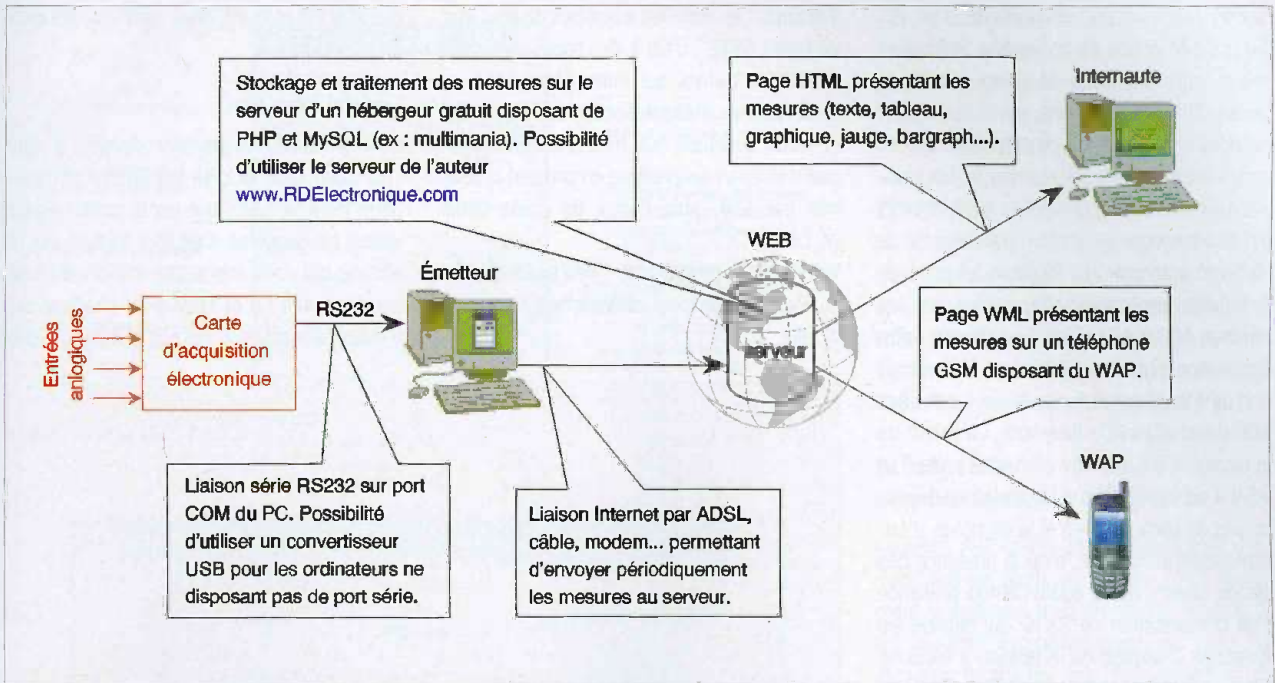 Stockage et traitement des mesures sur le
serveur d'un hébergeur gratuit disposant de
PHP et MySQL (ex : multimania). Possibilité
d'utiliser le serveur de l'auteur
www.RDElectronique.com
Page HTML présentant les
mesures (texte, tableau,
graphique, jauge, bargraph...).
Internaute
WEB
serveur
Émetteur
RS232
Entrées
anlogiques
Carte
d'acquisition
électronique
Page WML présentant les
mesures sur un téléphone
GSM disposant du WAP.
WAP
Liaison série RS232 sur port
COM du PC. Possibilité
d'utiliser un convertisseur
USB pour les ordinateurs ne
disposant pas de port série.
Liaison Internet par ADSL,
câble, modem... permettant
d'envoyer périodiquement
les mesures au serveur.